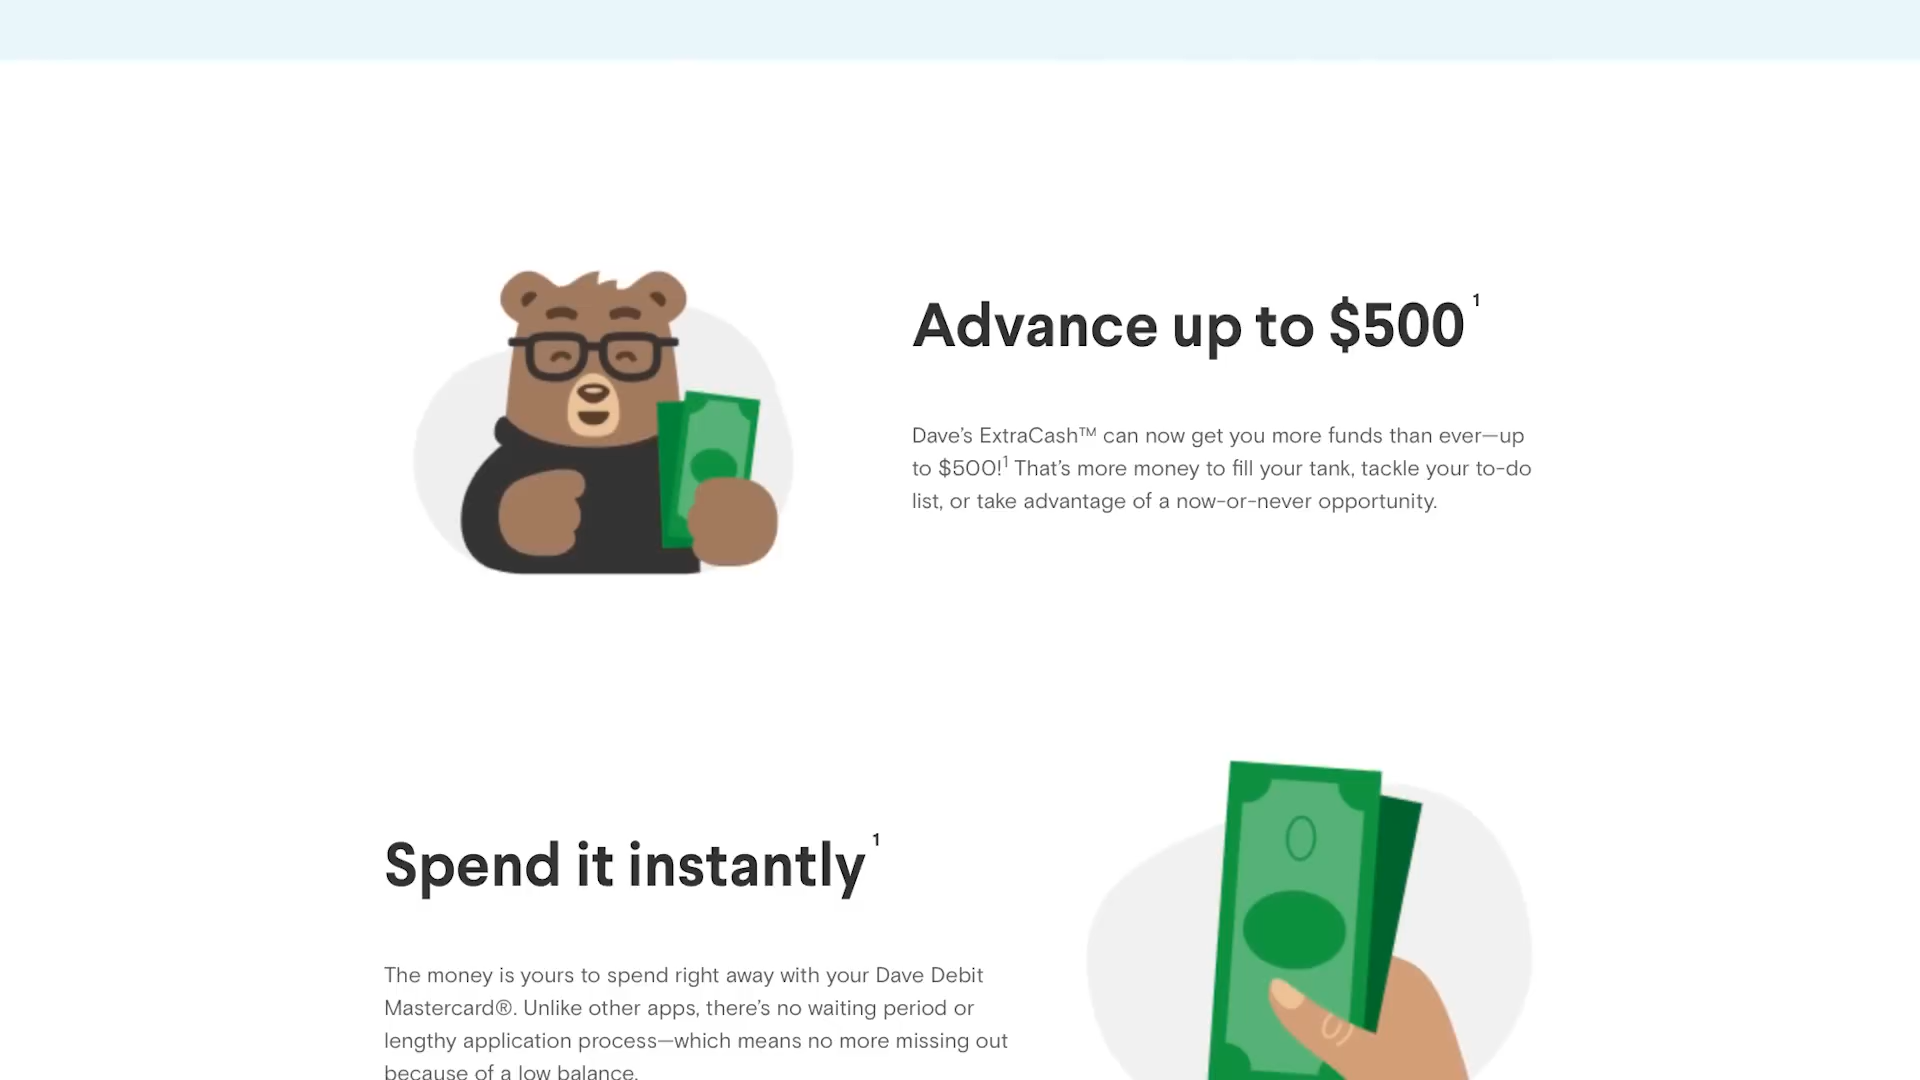 Advance up to $500¹
Dave’s ExtraCash™ can now get you more funds than ever—up
to $500!¹ That’s more money to fill your tank, tackle your to-do
list, or take advantage of a now-or-never opportunity.
Spend it instantly¹
The money is yours to spend right away with your Dave Debit
Mastercard®. Unlike other apps, there’s no waiting period or
lengthy application process—which means no more missing out
because of a low balance.